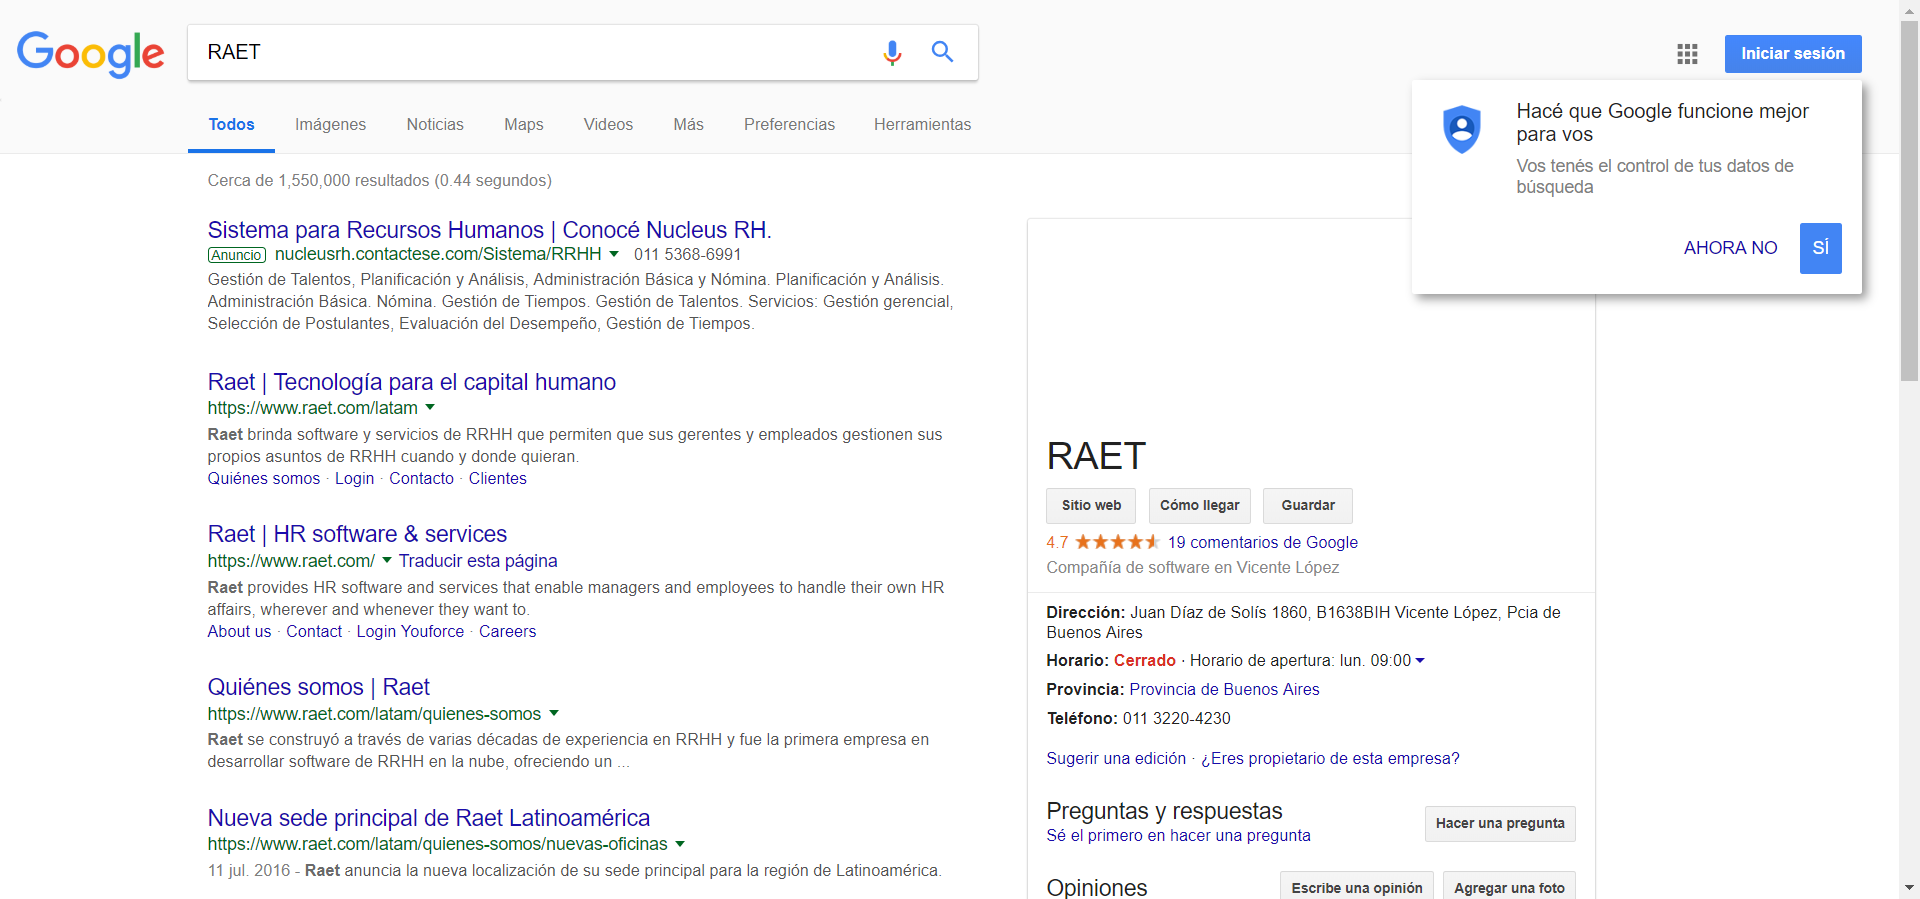 Google
RAET
Iniciar sesión
Todos
Imágenes
Noticias
Maps
Videos
Más
Preferencias
Herramientas
Hacé que Google funcione mejor
para vos
Vos tenés el control de tus datos de
búsqueda
AHORA NO
SÍ
Cerca de 1,550,000 resultados (0.44 segundos)
Sistema para Recursos Humanos | Conocé Nucleus RH.
Anuncio nucleusrh.contactese.com/Sistema/RRHH 011 5368-6991
Gestión de Talentos, Planificación y Análisis, Administración Básica y Nómina. Planificación y Análisis.
Administración Básica. Nómina. Gestión de Tiempos. Gestión de Talentos. Servicios: Gestión gerencial,
Selección de Postulantes, Evaluación del Desempeño, Gestión de Tiempos.
Raet | Tecnología para el capital humano
https://www.raet.com/latam
Raet brinda software y servicios de RRHH que permiten que sus gerentes y empleados gestionen sus
propios asuntos de RRHH cuando y donde quieran.
Quiénes somos · Login · Contacto · Clientes
Raet | HR software & services
https://www.raet.com/ Traducir esta página
Raet provides HR software and services that enable managers and employees to handle their own HR
affairs, wherever and whenever they want to.
About us · Contact · Login Youforce · Careers
Quiénes somos | Raet
https://www.raet.com/latam/quienes-somos
Raet se construyó a través de varias décadas de experiencia en RRHH y fue la primera empresa en
desarrollar software de RRHH en la nube, ofreciendo un ...
Nueva sede principal de Raet Latinoamérica
https://www.raet.com/latam/quienes-somos/nuevas-oficinas
11 jul. 2016 - Raet anuncia la nueva localización de su sede principal para la región de Latinoamérica.
RAET
Sitio web
Cómo llegar
Guardar
4.7 19 comentarios de Google
Compañía de software en Vicente López
Dirección: Juan Díaz de Solís 1860, B1638BIH Vicente López, Pcia de
Buenos Aires
Horario: Cerrado · Horario de apertura: lun. 09:00
Provincia: Provincia de Buenos Aires
Teléfono: 011 3220-4230
Sugerir una edición · ¿Eres propietario de esta empresa?
Preguntas y respuestas
Sé el primero en hacer una pregunta
Hacer una pregunta
Opiniones
Escribe una opinión
Agregar una foto